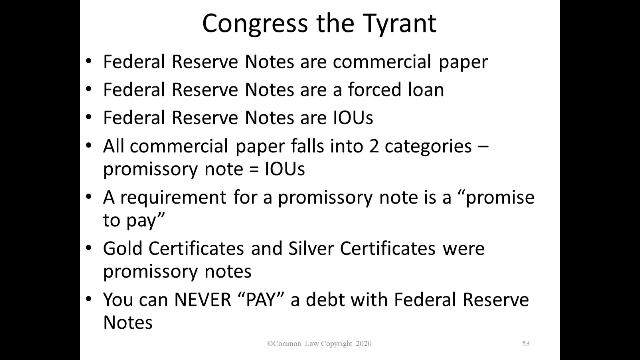 Congress the Tyrant
• Federal Reserve Notes are commercial paper
• Federal Reserve Notes are a forced loan
• Federal Reserve Notes are IOUs
• All commercial paper falls into 2 categories –
promissory note = IOUs
• A requirement for a promissory note is a “promise
to pay”
• Gold Certificates and Silver Certificates were
promissory notes
• You can NEVER “PAY” a debt with Federal Reserve
Notes
©Common Law Copyright 2020
53